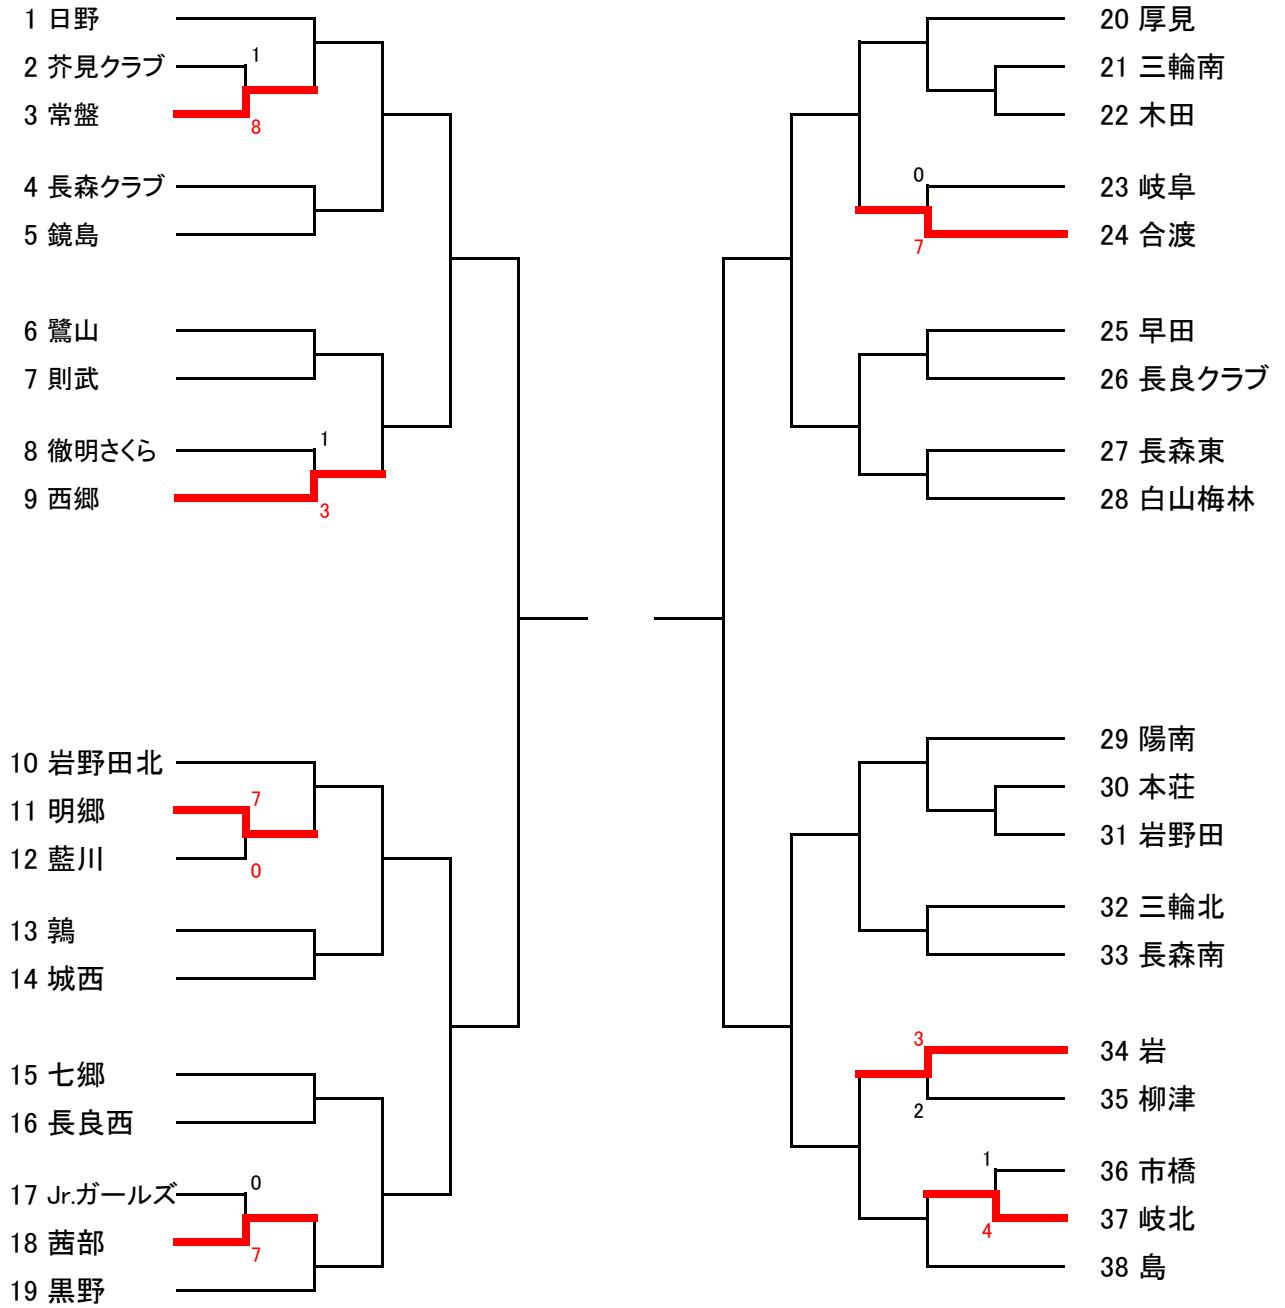 1 日野
2 芥見クラブ
1
3 常盤
8
4 長森クラブ
5 鏡島
6 鷺山
7 則武
8 徹明さくら
1
9 西郷
3
10 岩野田北
11 明郷
7
12 藍川
0
13 鶉
14 城西
15 七郷
16 長良西
17 Jr.ガールズ
0
18 茜部
7
19 黒野
20 厚見
21 三輪南
22 木田
0
23 岐阜
7
24 合渡
25 早田
26 長良クラブ
27 長森東
28 白山梅林
29 陽南
30 本荘
31 岩野田
32 三輪北
33 長森南
3
34 岩
2
35 柳津
1
36 市橋
4
37 岐北
38 島